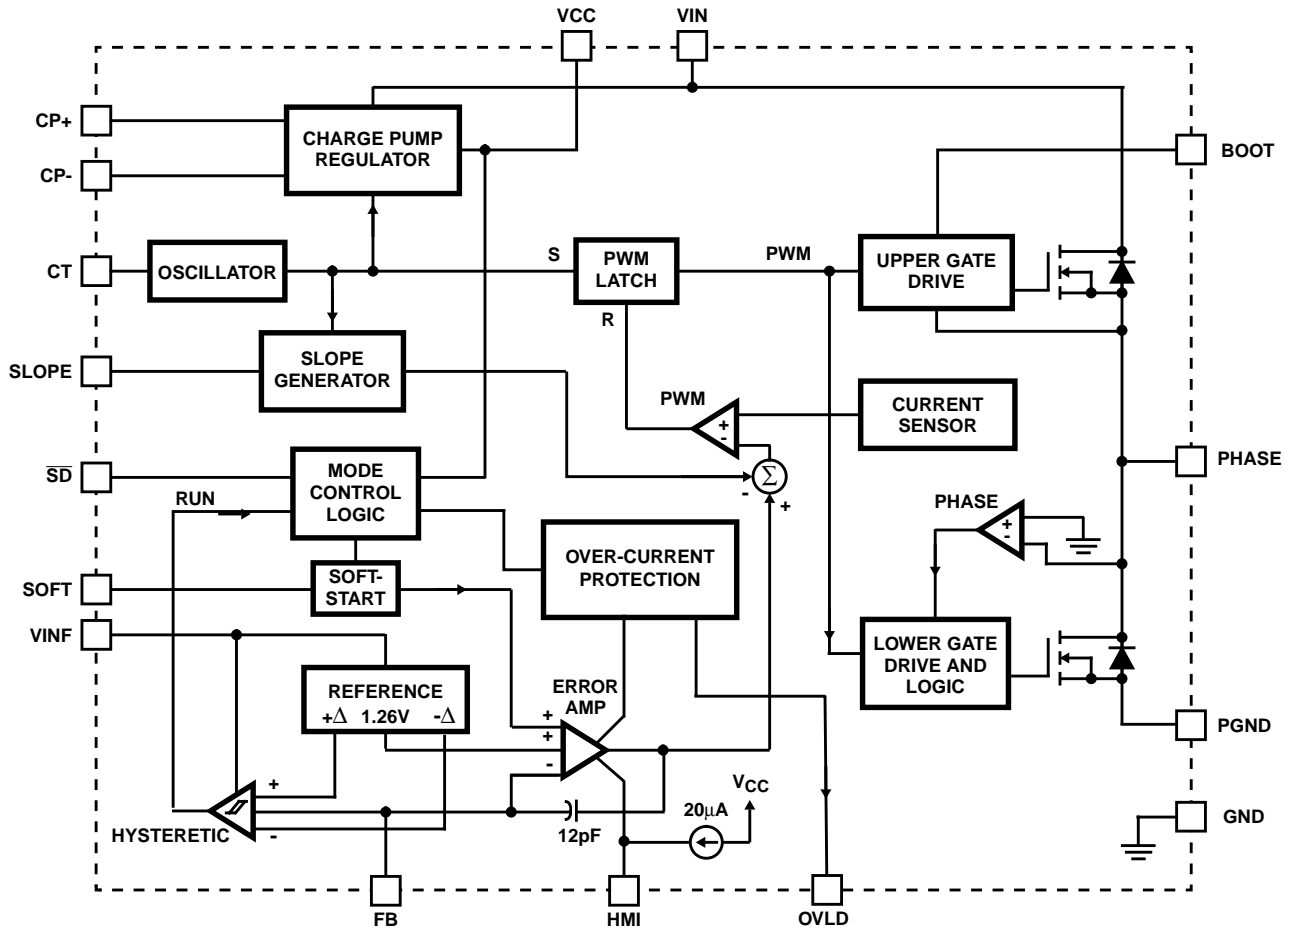 VCC
VIN
CP+
CHARGE PUMP
REGULATOR
BOOT
CP-
S
PWM
LATCH
PWM
UPPER GATE
DRIVE
CT
OSCILLATOR
R
SLOPE
SLOPE
GENERATOR
PWM
+
-
CURRENT
SENSOR
SD
MODE
CONTROL
LOGIC
Σ
-
+
PHASE
RUN
PHASE
+
-
OVER-CURRENT
PROTECTION
SOFT
SOFT-
START
VINF
LOWER GATE
DRIVE AND
LOGIC
REFERENCE
+Δ 1.26V -Δ
ERROR
AMP
+
+
-
PGND
+
-
HYSTERETIC
12pF
20µA
VCC
GND
FB
HMI
OVLD